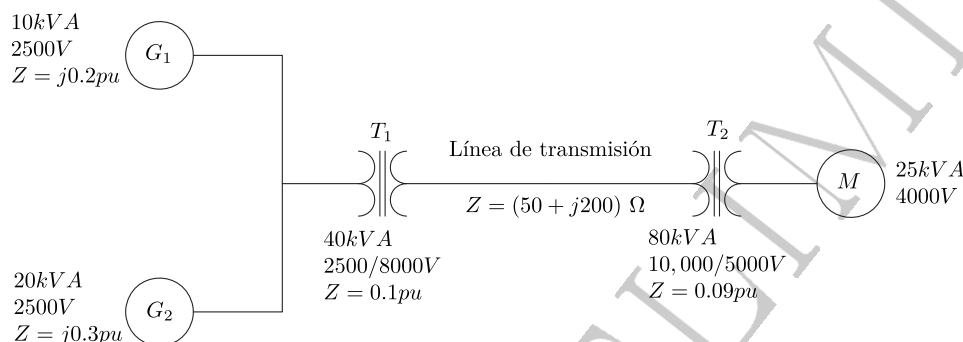 10kVA
2500V
Z = j0.2pu
G₁
T₁
Línea de transmisión
Z = (50 + j200) Ω
40kVA
2500/8000V
Z = 0.1pu
T₂
80kVA
10,000/5000V
Z = 0.09pu
M
25kVA
4000V
20kVA
2500V
Z = j0.3pu
G₂